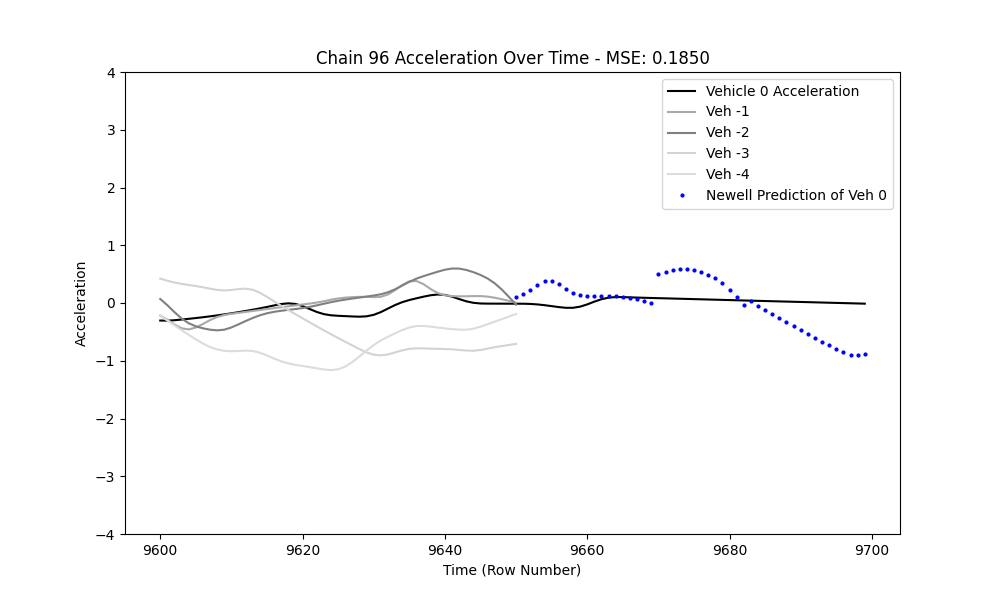 Chain 96 Acceleration Over Time - MSE: 0.1850
4
3
2
1
0
−1
−2
−3
−4
Acceleration
Vehicle 0 Acceleration
Veh -1
Veh -2
Veh -3
Veh -4
Newell Prediction of Veh 0
9600
9620
9640
9660
9680
9700
Time (Row Number)